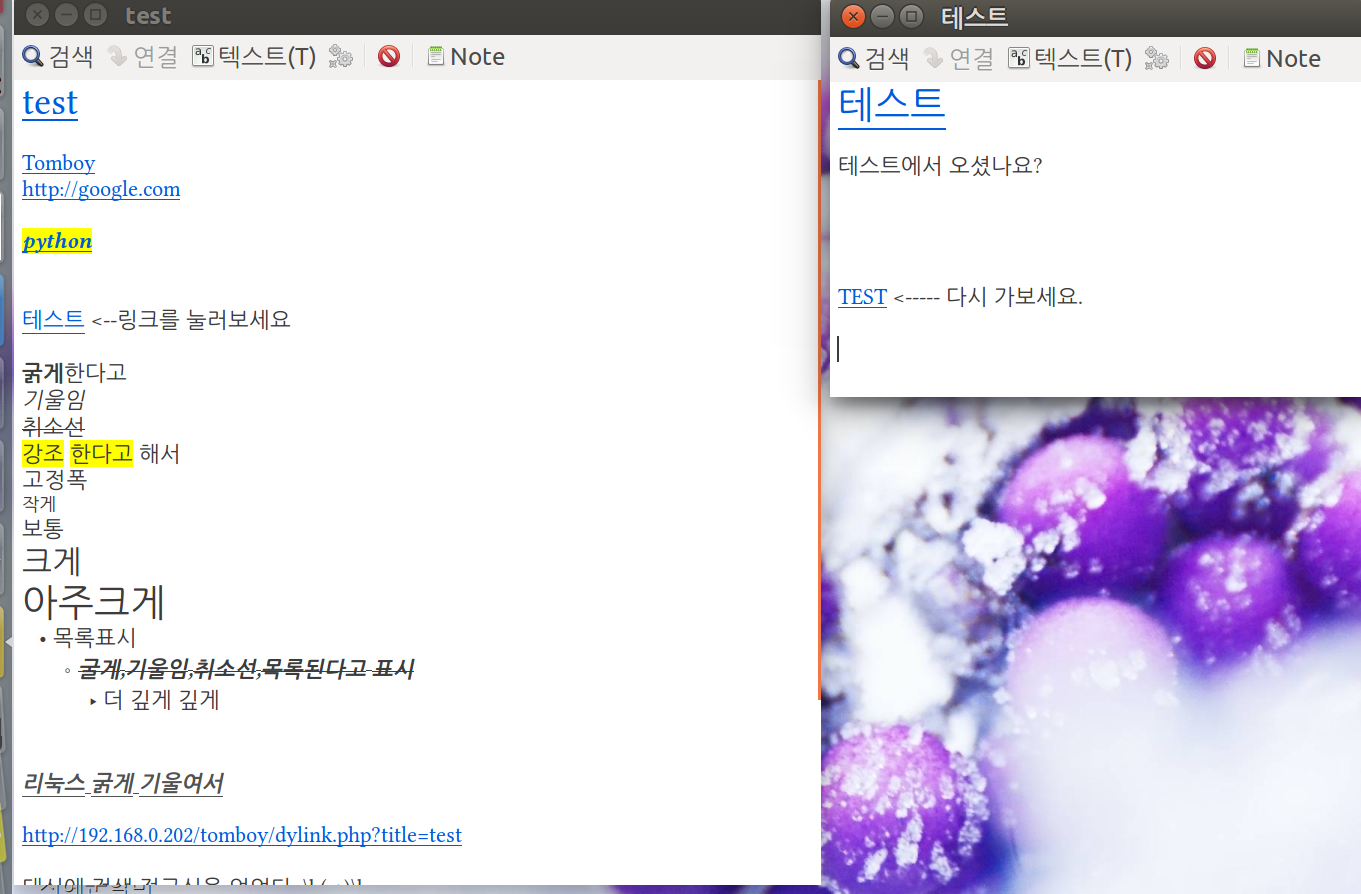 test
검색 연결 텍스트(T) Note
test
Tomboy
http://google.com
python
테스트 <--링크를 눌러보세요
굵게한다고
기울임
취소선
강조 한다고 해서
고정폭
작게
보통
크게
아주크게
• 목록표시
◦ 굴게,기울임,취소선,목록된다고 표시
▸ 더 깊게 깊게
리눅스 굵게 기울여서
http://192.168.0.202/tomboy/dylink.php?title=test
테스트
검색 연결 텍스트(T) Note
테스트
테스트에서 오셨나요?
TEST <----- 다시 가보세요.